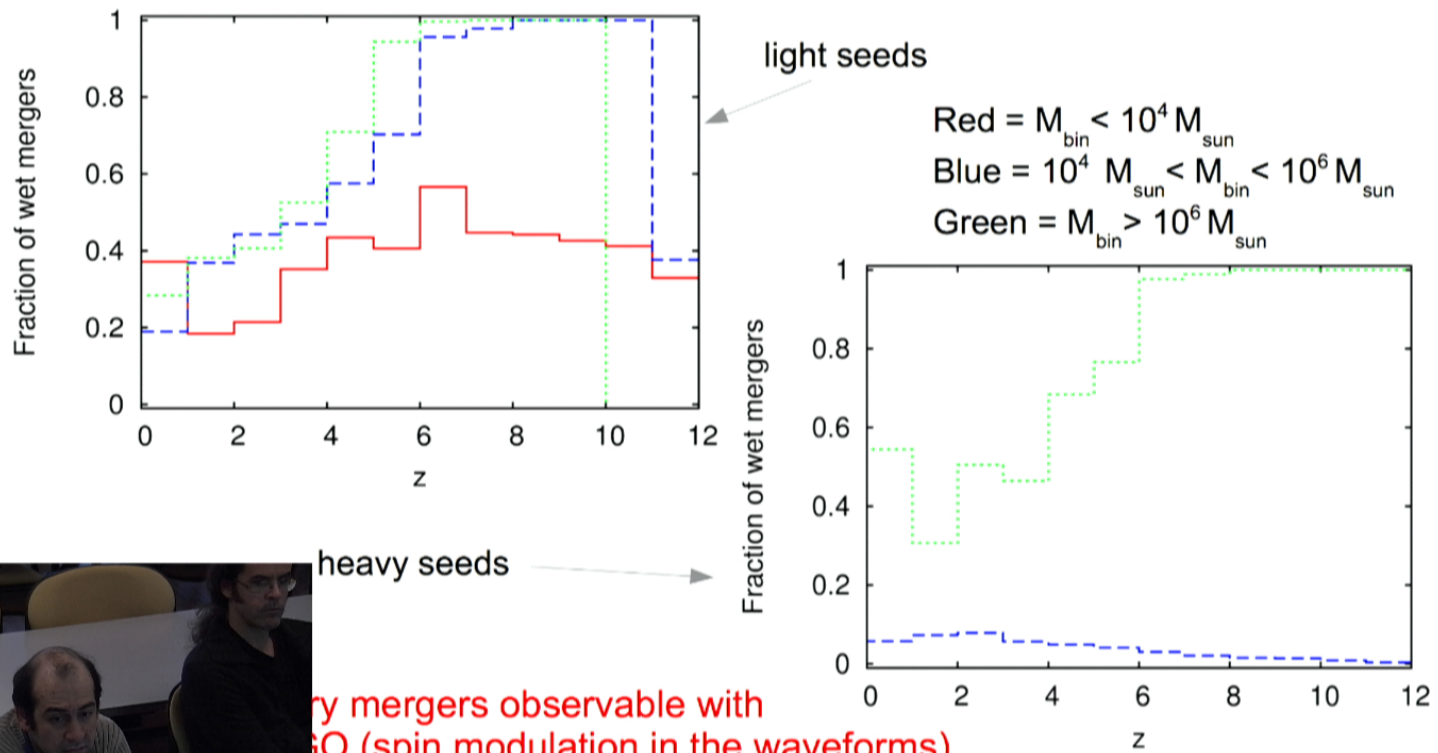 Fraction of wet mergers
1
0.8
0.6
0.4
0.2
0
0 2 4 6 8 10 12
z
light seeds
Red = M_bin < 10^4 M_sun
Blue = 10^4 M_sun < M_bin < 10^6 M_sun
Green = M_bin > 10^6 M_sun
Fraction of wet mergers
1
0.8
0.6
0.4
0.2
0
0 2 4 6 8 10 12
z
heavy seeds
mergers observable with
(spin modulation in the waveforms)